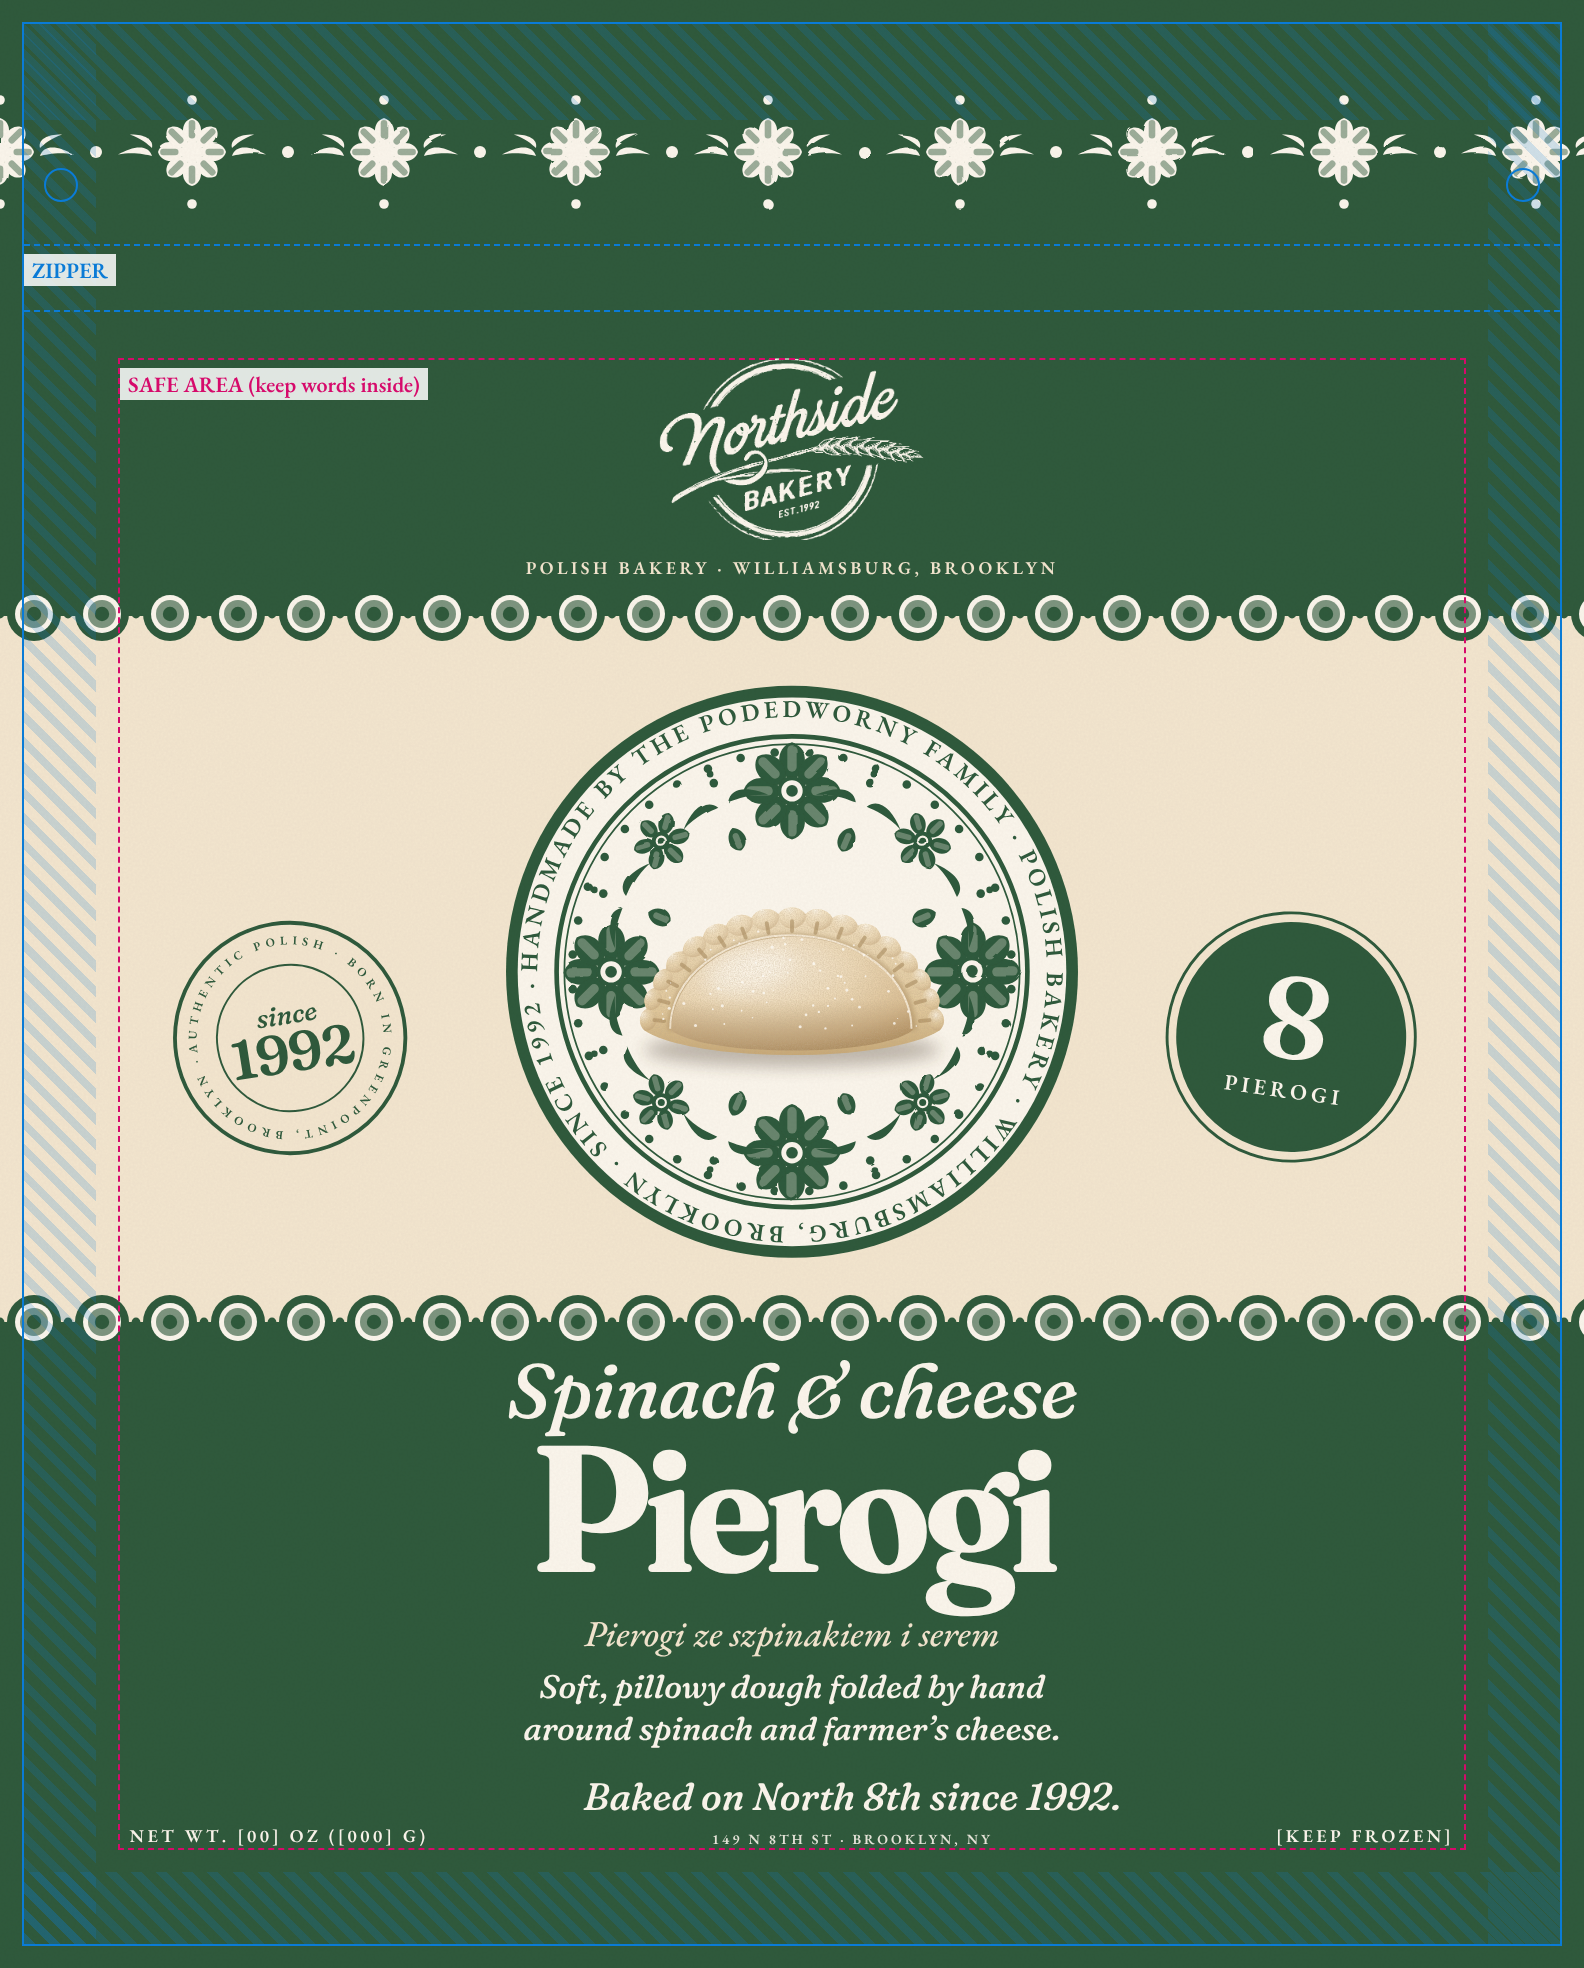 ZIPPER
SAFE AREA (keep words inside)
Northside
BAKERY
EST.1992
POLISH BAKERY · WILLIAMSBURG, BROOKLYN
HANDMADE BY THE PODEDWORNY FAMILY · POLISH BAKERY · WILLIAMSBURG, BROOKLYN · SINCE 1992 ·
AUTHENTIC POLISH · BORN IN GREENPOINT, BROOKLYN ·
since
1992
8
PIEROGI
Spinach & cheese
Pierogi
Pierogi ze szpinakiem i serem
Soft, pillowy dough folded by hand
around spinach and farmer’s cheese.
Baked on North 8th since 1992.
NET WT. [00] OZ ([000] G)
149 N 8TH ST · BROOKLYN, NY
[KEEP FROZEN]